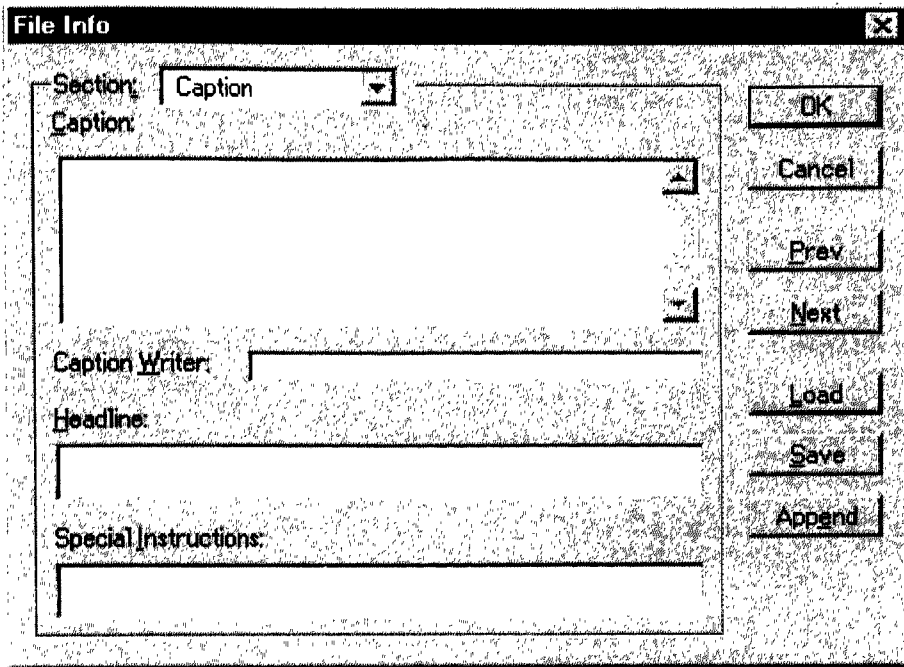 File Info
Section: Caption
Caption:
Caption Writer:
Headline:
Special Instructions:
OK
Cancel
Prev
Next
Load
Save
Append